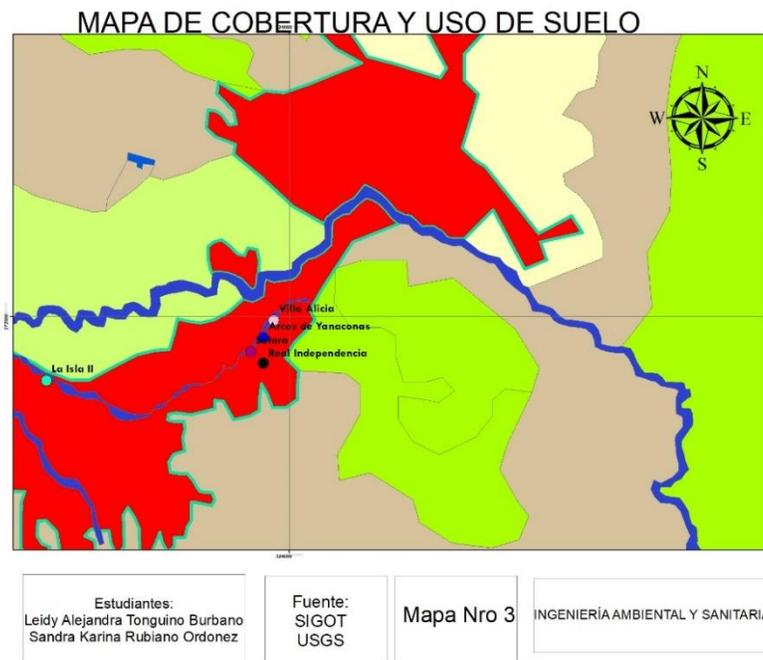 MAPA DE COBERTURA Y USO DE SUELO
N
W E
S
Villa Alicia
Arcos de Yanaconas
Real Independencia
La Isla II
Estudiantes:
Leidy Alejandra Tonguino Burbano
Sandra Karina Rubiano Ordonez
Fuente:
SIGOT
USGS
Mapa Nro 3
INGENIERÍA AMBIENTAL Y SANITARIA